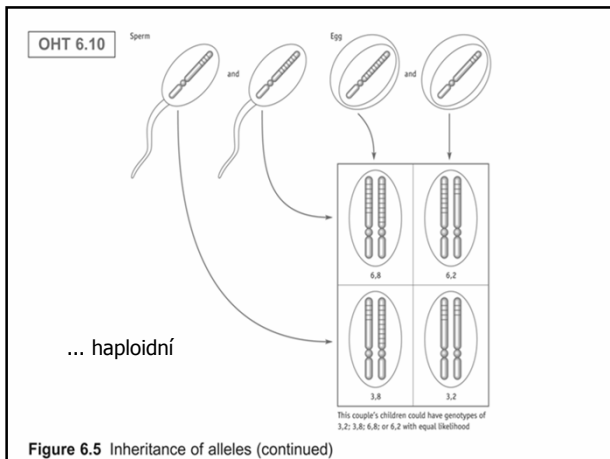 OHT 6.10
Sperm
and
Egg
and
6,8
6,2
3,8
3,2
... haploidní
This couple's children could have genotypes of
3,2; 3,8; 6,8; or 6,2 with equal likelihood
Figure 6.5 Inheritance of alleles (continued)